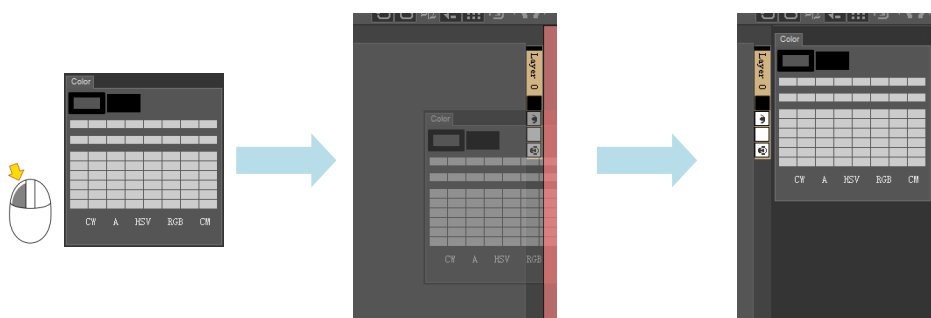 Color
CW A HSV RGB CM
Layer 0
Color
CW A HSV RGB
Color
Layer 0
CW A HSV RGB CM